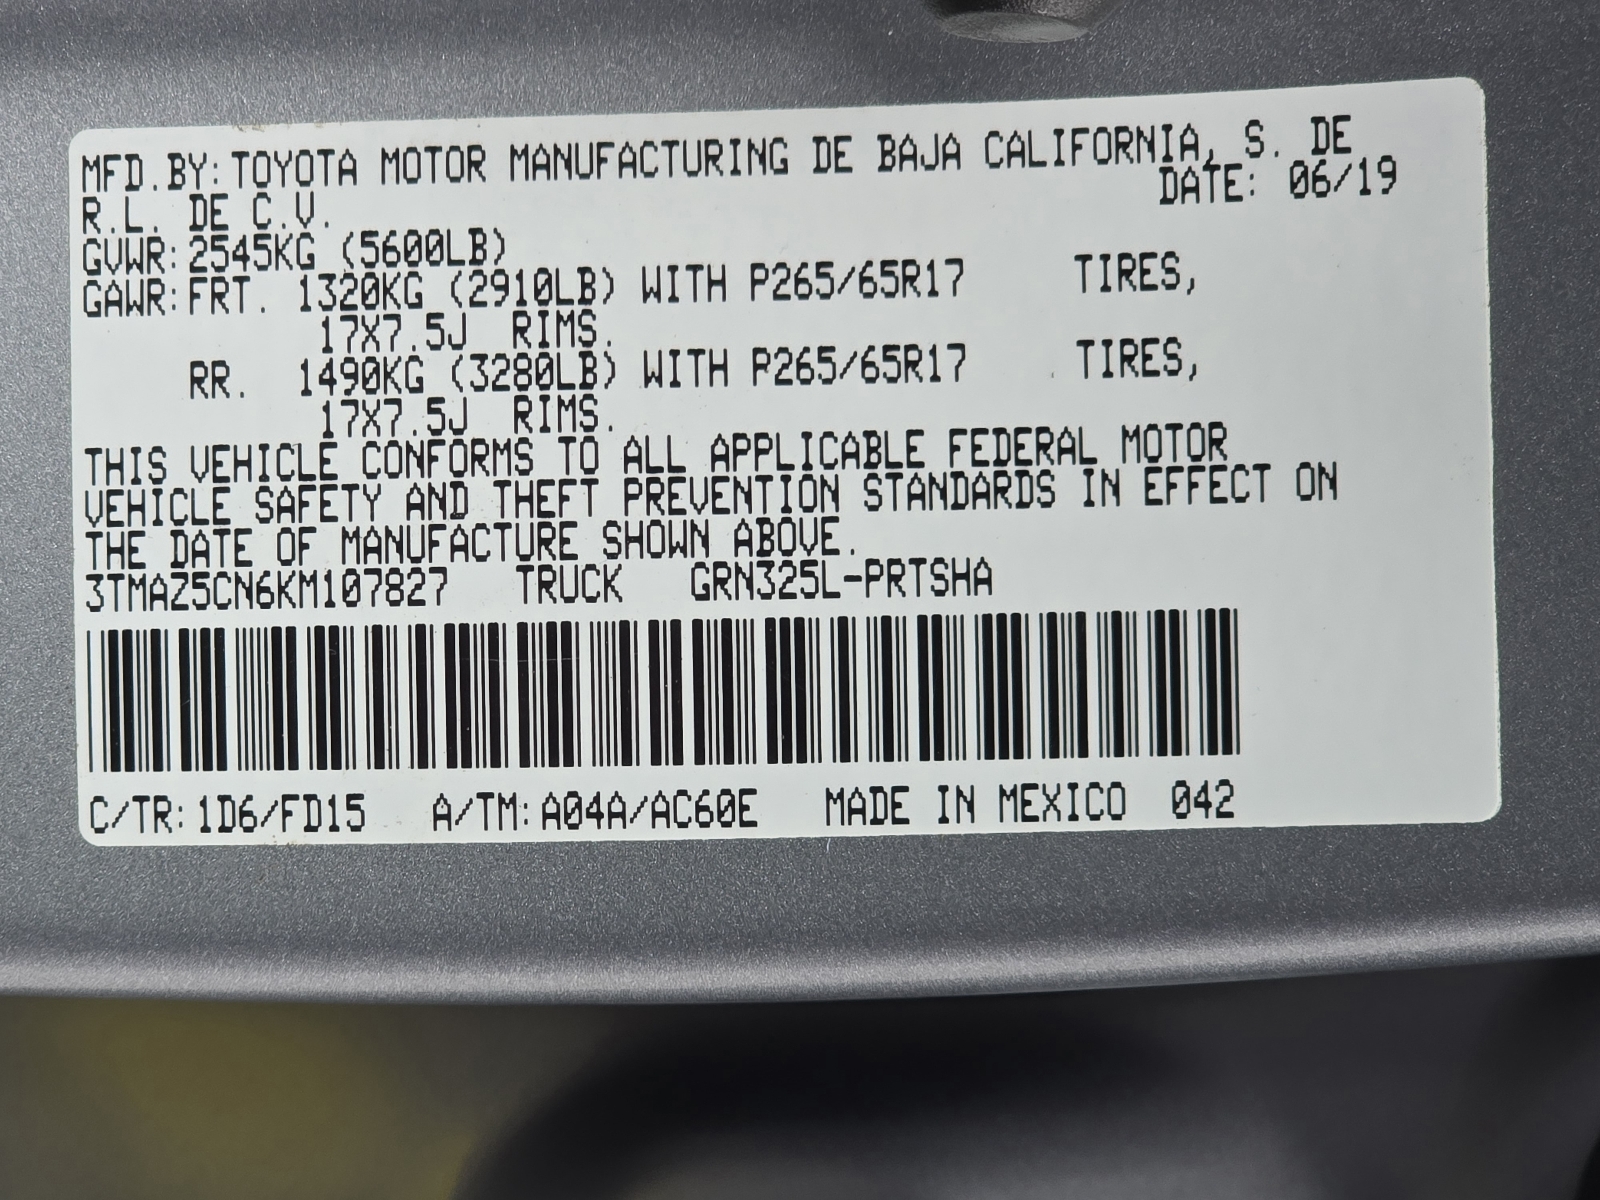 MFD.BY:TOYOTA MOTOR MANUFACTURING DE BAJA CALIFORNIA, S. DE
R.L. DE C.V. DATE: 06/19
GVWR:2545KG (5600LB)
GAWR:FRT. 1320KG (2910LB) WITH P265/65R17 TIRES,
17X7.5J RIMS.
RR. 1490KG (3280LB) WITH P265/65R17 TIRES,
17X7.5J RIMS.
THIS VEHICLE CONFORMS TO ALL APPLICABLE FEDERAL MOTOR
VEHICLE SAFETY AND THEFT PREVENTION STANDARDS IN EFFECT ON
THE DATE OF MANUFACTURE SHOWN ABOVE.
3TMAZ5CN6KM107827 TRUCK GRN325L-PRTSHA
C/TR:1D6/FD15 A/TM:A04A/AC60E MADE IN MEXICO 042